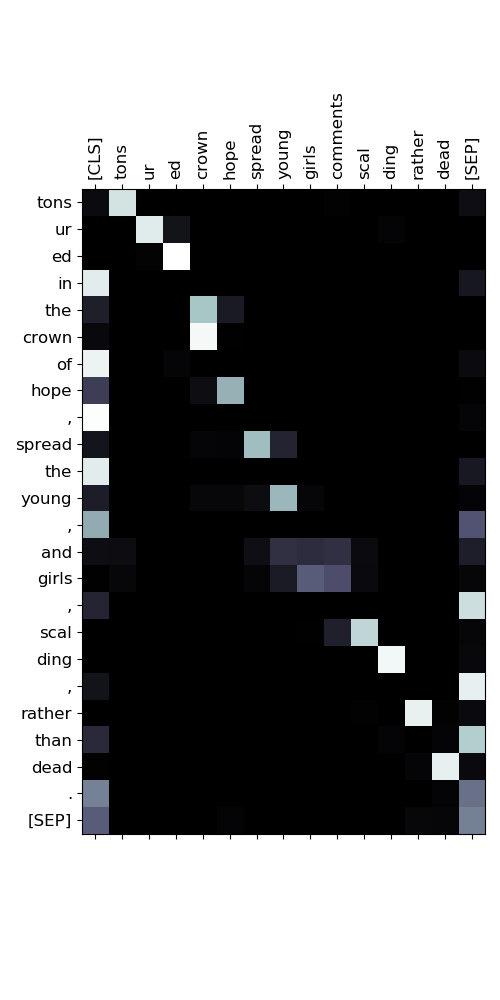 [CLS] tons ur ed crown hope spread young girls comments scal ding rather dead [SEP]
tons
ur
ed
in
the
crown
of
hope
,
spread
the
young
,
and
girls
,
scal
ding
,
rather
than
dead
.
[SEP]